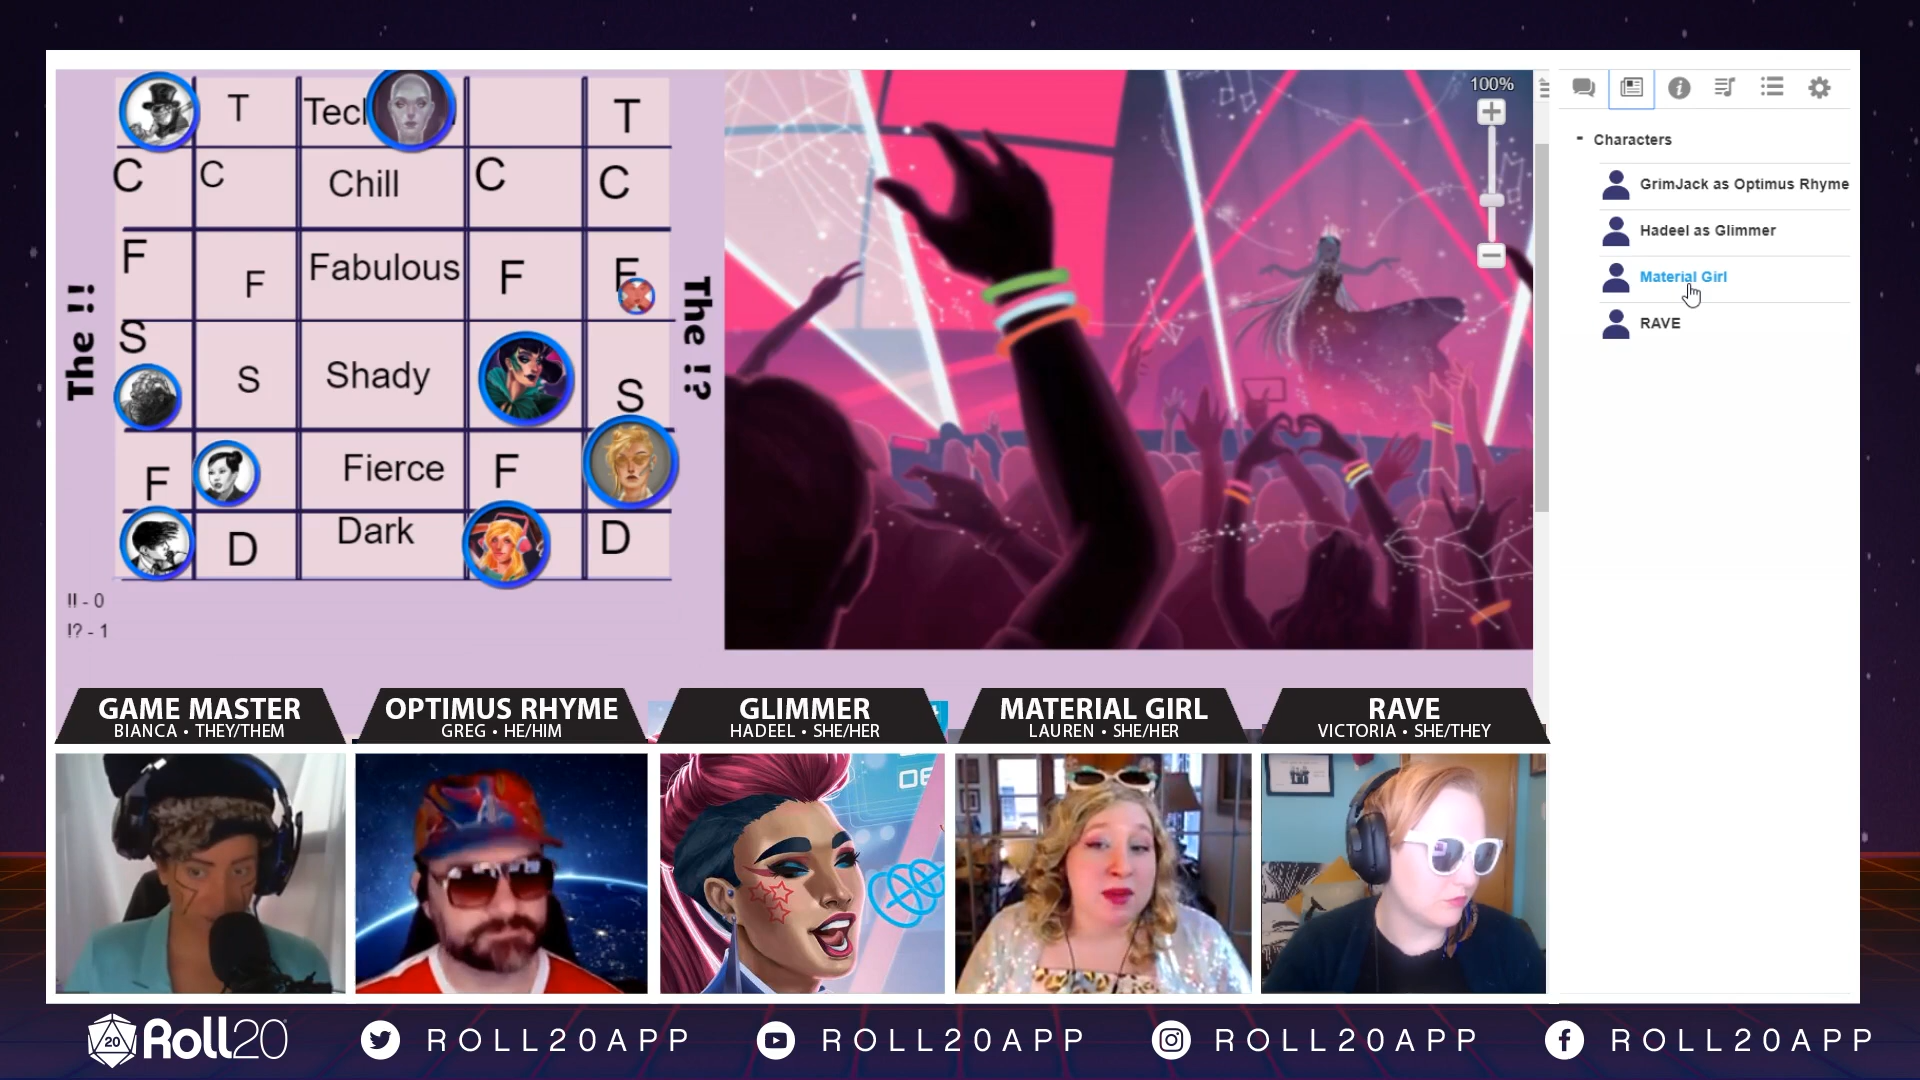 T
Tec
T
C
C
Chill
C
C
F
F
Fabulous
F
F
S
S
Shady
S
F
Fierce
F
D
Dark
D
The !!
The !?
!! - 0
!? - 1
100%
- Characters
GrimJack as Optimus Rhyme
Hadeel as Glimmer
Material Girl
RAVE
GAME MASTER
BIANCA • THEY/THEM
OPTIMUS RHYME
GREG • HE/HIM
GLIMMER
HADEEL • SHE/HER
MATERIAL GIRL
LAUREN • SHE/HER
RAVE
VICTORIA • SHE/THEY
20
Roll20
ROLL20APP
ROLL20APP
ROLL20APP
ROLL20APP